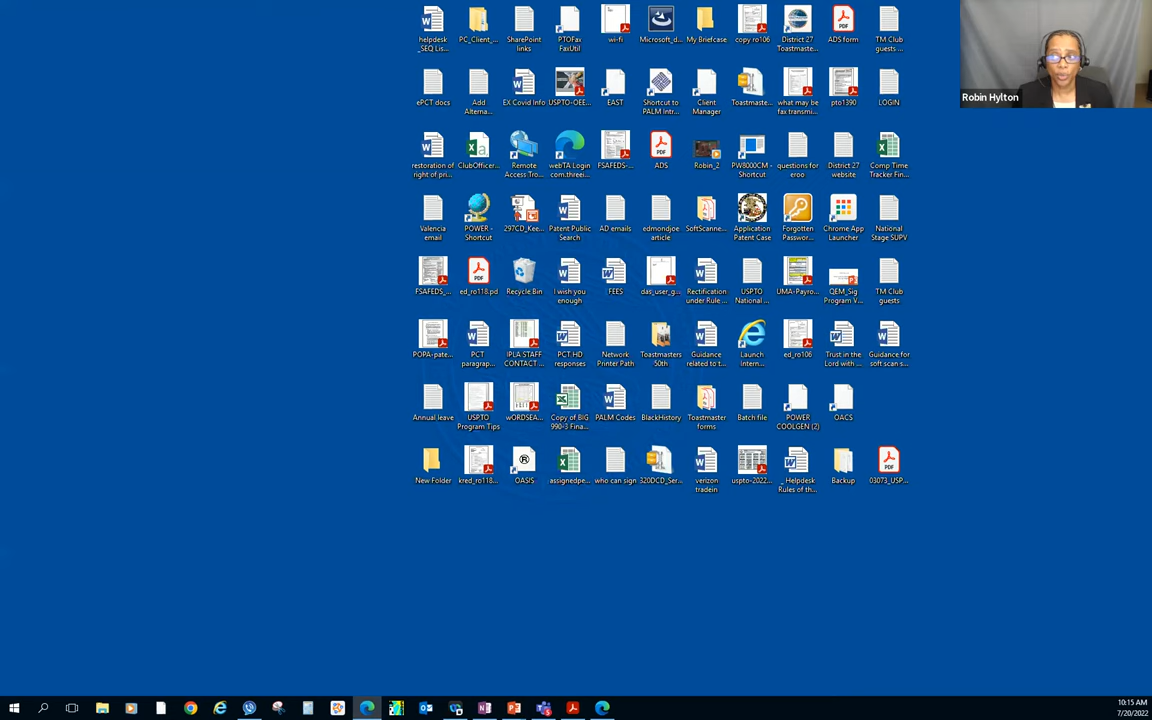 helpdesk _SEQ Lis...
PC_Client_...
SharePoint links
PTOFax FaxUtil
wi-fi
Microsoft_d...
My Briefcase
copy ro106
District 27 Toastmaste...
ADS form
TM Club guests ...
Robin Hylton
ePCT docs
Add Alterna...
EX Covid Info
USPTO-OEE...
EAST
Shortcut to PALM Intr...
Client Manager
Toastmaste...
what may be fax transmi...
pto1390
LOGIN
restoration of right of pri...
ClubOfficer...
Remote Access Tro...
webTA Login com.threei...
FSAFEDS-...
ADS
Robin_2
PW8000CM - Shortcut
questions for eroo
District 27 website
Comp Time Tracker Fin...
Valencia email
POWER - Shortcut
297CD_Kee...
Patent Public Search
AD emails
edmondjoe article
SoftScanne...
Application Patent Case
Forgotten Passwor...
Chrome App Launcher
National Stage SUPV
FSAFEDS_...
ed_ro118.pd
Recycle Bin
I wish you enough
FEES
das_user_g...
Rectification under Rule...
USPTO National ...
UMA-Payro...
QEM_Sig Program V...
TM Club guests
POPA-pate...
PCT paragrap...
IPLA STAFF CONTACT ...
PCT HD responses
Network Printer Path
Toastmasters 50th
Guidance related to t...
Launch Intern...
ed_ro106
Trust in the Lord with ...
Guidance for soft scan s...
Annual leave
USPTO Program Tips
wORDSEA...
Copy of BIG 990-3 Fina...
PALM Codes
BlackHistory
Toastmaster forms
Batch file
POWER COOLGEN (2)
OACS
New Folder
kred_ro118...
OASIS
assignedpe...
who can sign
320DCD_Ser...
verizon tradein
uspto-2022...
_ Helpdesk Rules of th...
Backup
03073_USP...
10:15 AM
7/20/2022